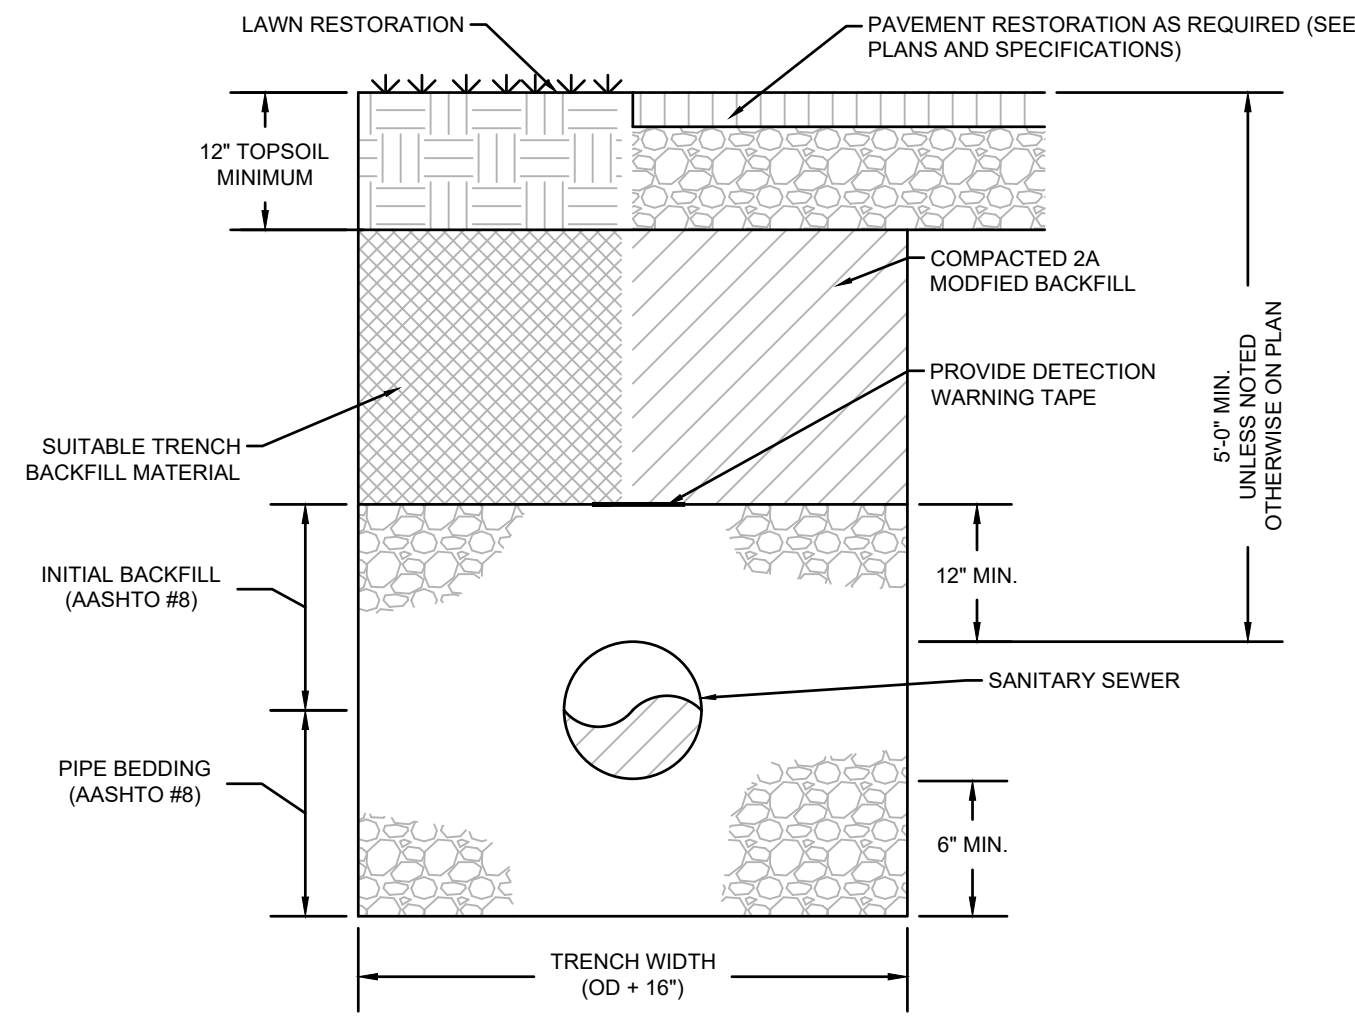 LAWN RESTORATION
PAVEMENT RESTORATION AS REQUIRED (SEE
PLANS AND SPECIFICATIONS)
12" TOPSOIL
MINIMUM
COMPACTED 2A
MODFIED BACKFILL
PROVIDE DETECTION
WARNING TAPE
5'-0" MIN.
UNLESS NOTED
OTHERWISE ON PLAN
SUITABLE TRENCH
BACKFILL MATERIAL
INITIAL BACKFILL
(AASHTO #8)
12" MIN.
SANITARY SEWER
PIPE BEDDING
(AASHTO #8)
6" MIN.
TRENCH WIDTH
(OD + 16")